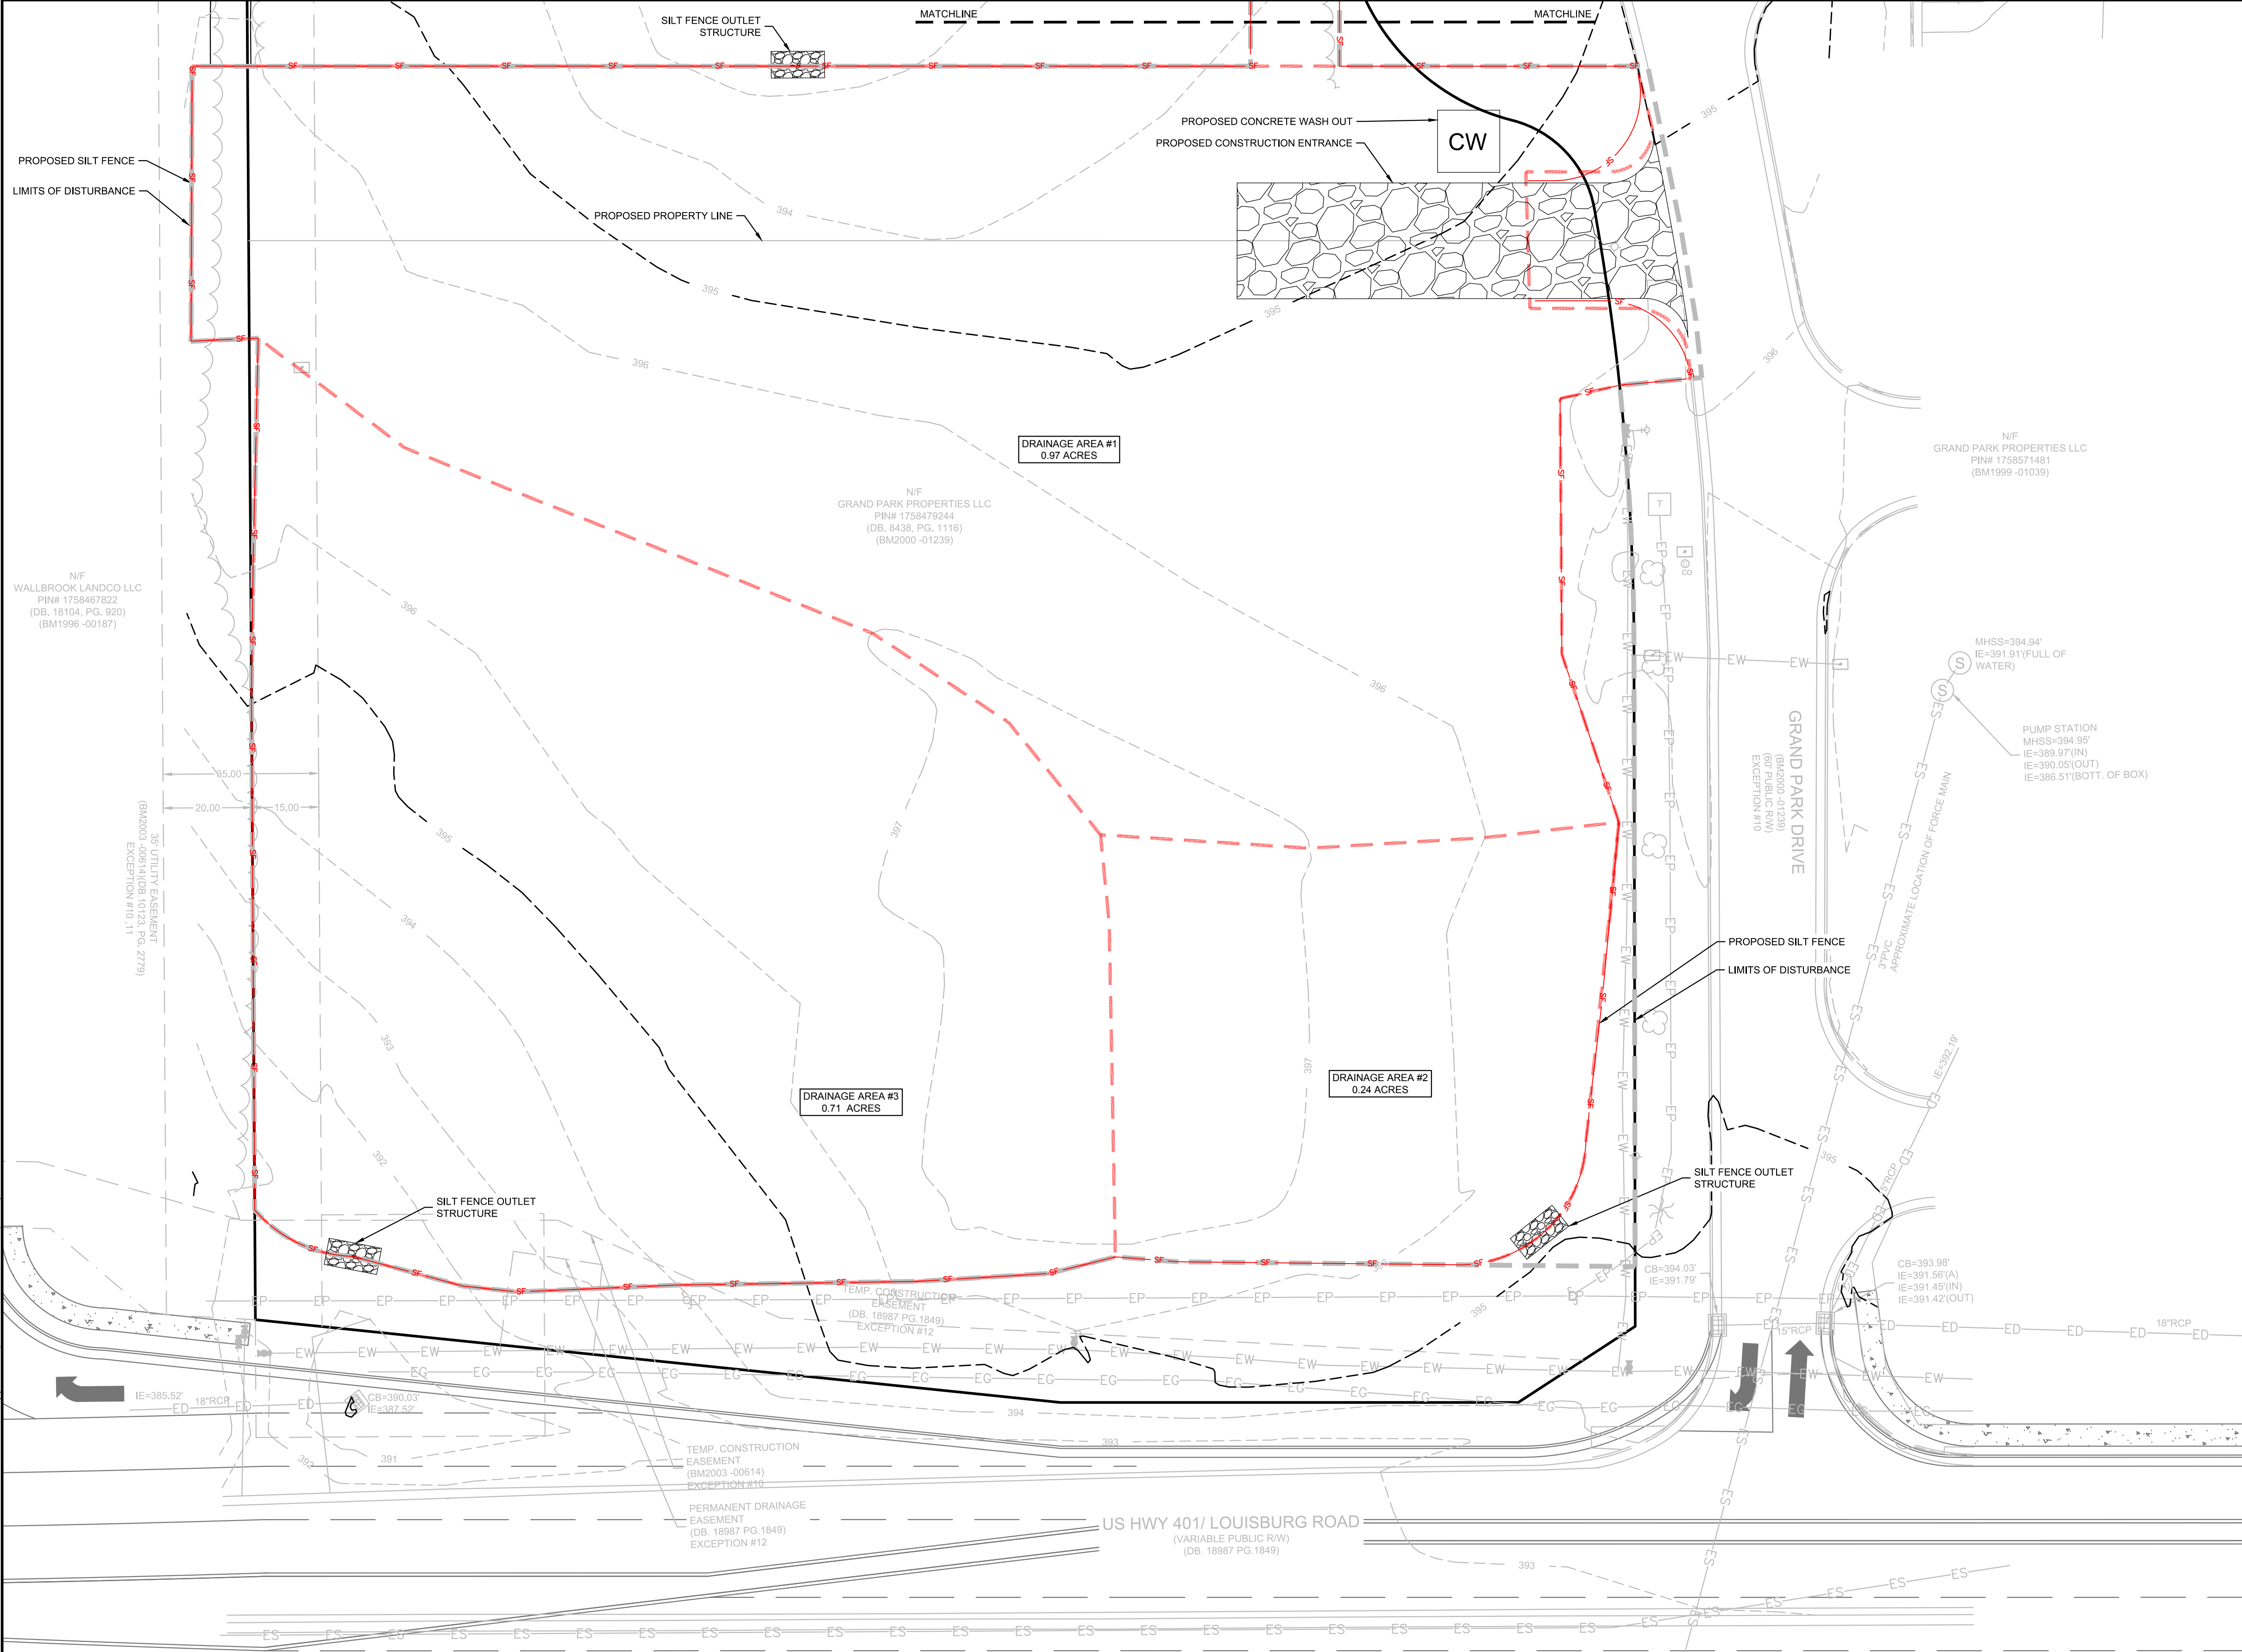 SILT FENCE OUTLET
STRUCTURE
MATCHLINE
MATCHLINE
PROPOSED CONCRETE WASH OUT
CW
PROPOSED CONSTRUCTION ENTRANCE
PROPOSED SILT FENCE
LIMITS OF DISTURBANCE
PROPOSED PROPERTY LINE
394
395
395
395
396
396
DRAINAGE AREA #1
0.97 ACRES
N/F
GRAND PARK PROPERTIES LLC
PIN# 1758479244
(DB. 8438, PG. 1116)
(BM2000 -01239)
N/F
GRAND PARK PROPERTIES LLC
PIN# 1758571481
(BM1999 -01039)
T
CO
N/F
WALLBROOK LANDCO LLC
PIN# 1758467822
(DB. 18104, PG. 920)
(BM1996 -00187)
396
396
MHSS=394.94'
IE=391.91'(FULL OF
WATER)
S
S
PUMP STATION
MHSS=394.95'
IE=389.97'(IN)
IE=390.05'(OUT)
IE=386.51'(BOTT. OF BOX)
GRAND PARK DRIVE
(BM2000 -01239)
(60' PUBLIC R/W)
EXCEPTION #10
35.00
20.00
15.00
35' UTILITY EASEMENT
(BM2003 -00614)(DB 10123, PG. 2779)
EXCEPTION #10 ,11
395
397
394
393
392
397
3"PVC
APPROXIMATE LOCATION OF FORCE MAIN
PROPOSED SILT FENCE
LIMITS OF DISTURBANCE
DRAINAGE AREA #3
0.71 ACRES
DRAINAGE AREA #2
0.24 ACRES
IE=392.19'
395
SILT FENCE OUTLET
STRUCTURE
SILT FENCE OUTLET
STRUCTURE
CB=394.03'
IE=391.79'
CB=393.98'
IE=391.56'(A)
IE=391.45'(IN)
IE=391.42'(OUT)
TEMP. CONSTRUCTION
EASEMENT
(DB. 18987 PG.1849)
EXCEPTION #12
395
15"RCP
18"RCP
IE=385.52'
18"RCP
CB=390.03'
IE=387.52'
394
393
392
391
TEMP. CONSTRUCTION
EASEMENT
(BM2003 -00614)
EXCEPTION #10
PERMANENT DRAINAGE
EASEMENT
(DB. 18987 PG.1849)
EXCEPTION #12
US HWY 401/ LOUISBURG ROAD
(VARIABLE PUBLIC R/W)
(DB. 18987 PG.1849)
393
SF
EP
EW
EG
ED
ES